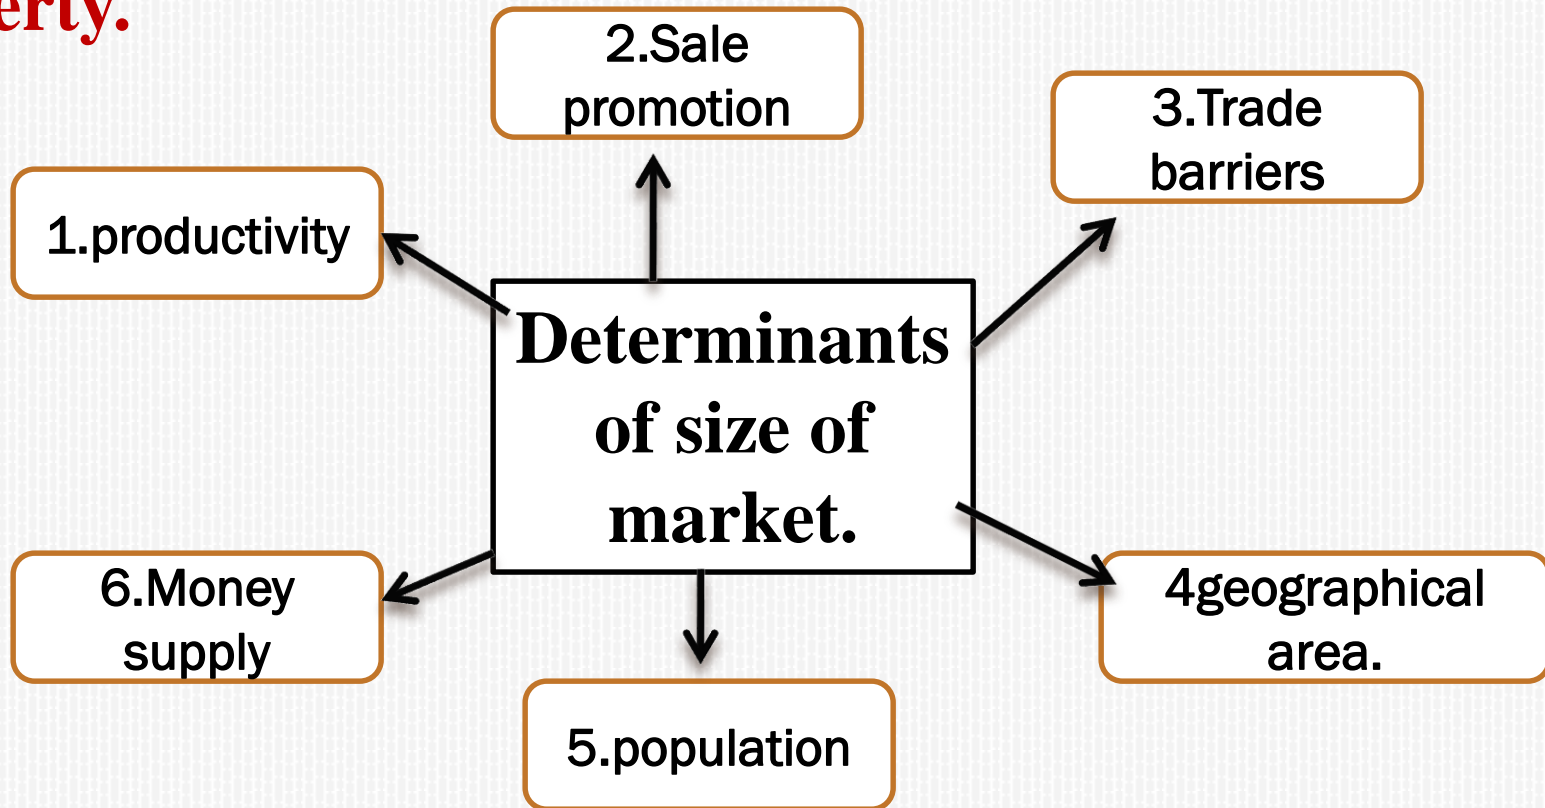 2.Sale
promotion
3.Trade
barriers
1.productivity
Determinants
of size of
market.
6.Money
supply
4geographical
area.
5.population